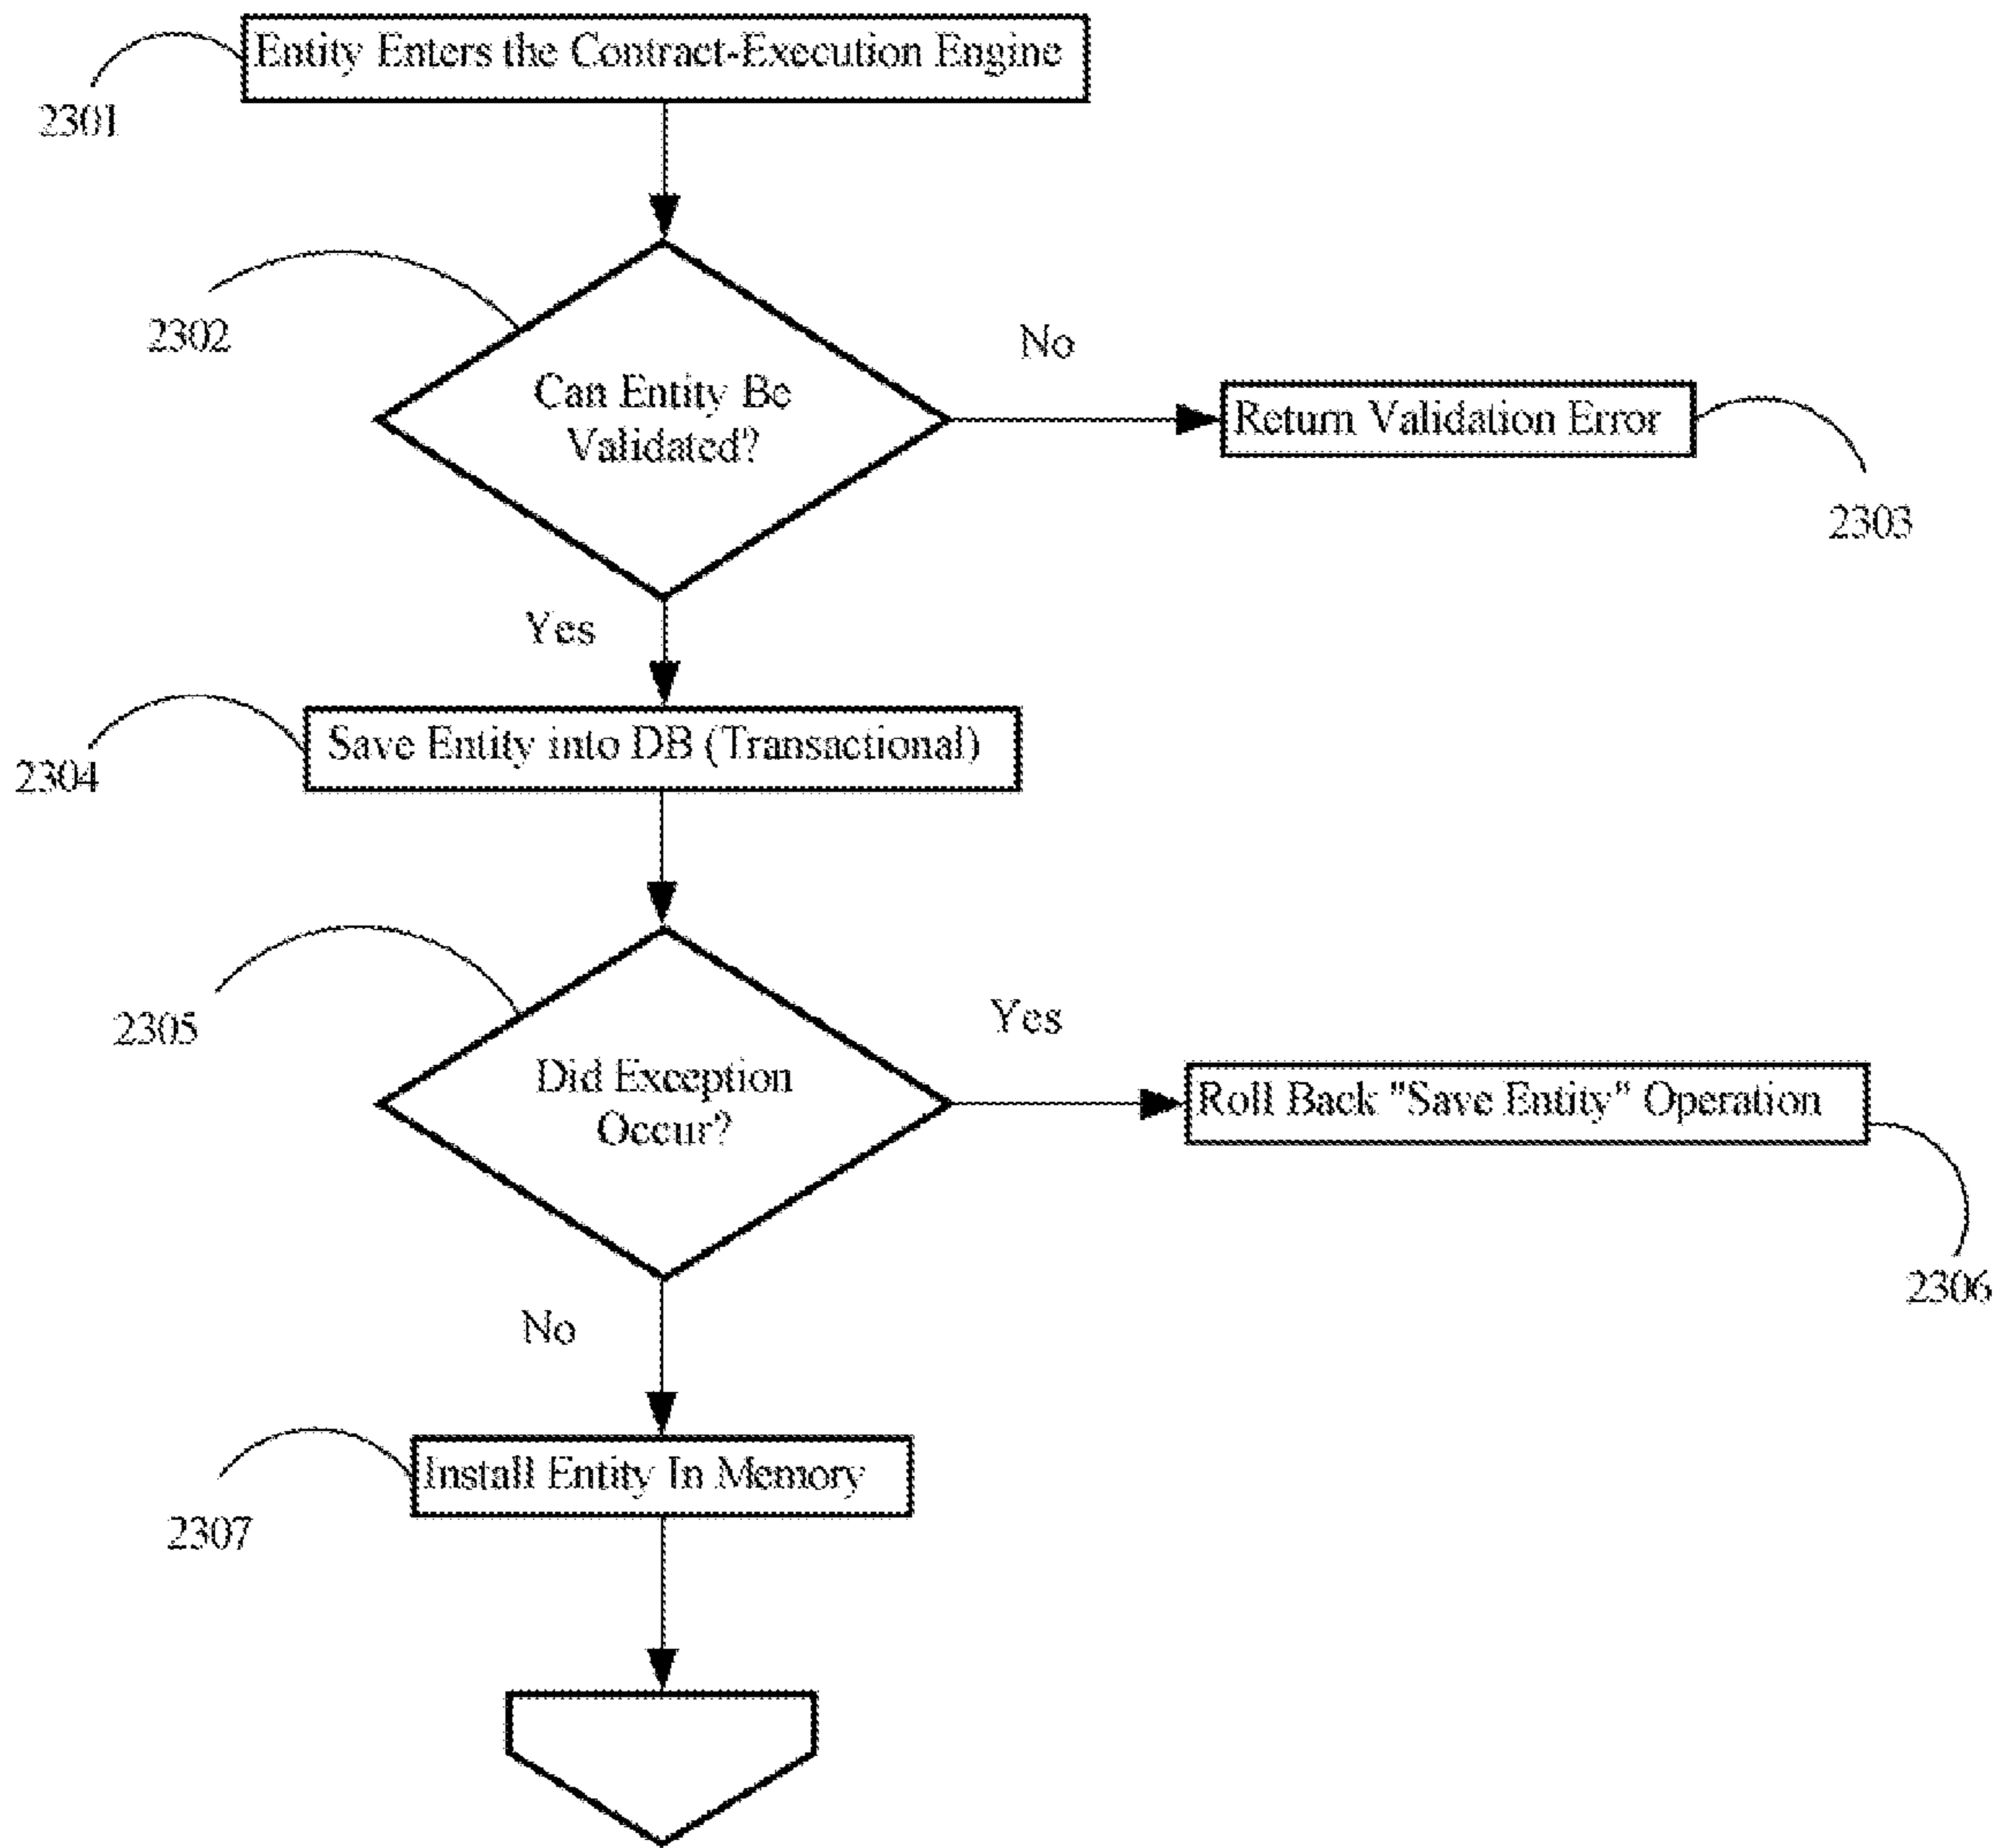 Entity Enters the Contract-Execution Engine
2301
2302
No
Can Entity Be
Validated?
Return Validation Error
2303
Yes
Save Entity into DB (Transactional)
2304
2305
Yes
Did Exception
Occur?
Roll Back "Save Entity" Operation
2306
No
Install Entity In Memory
2307